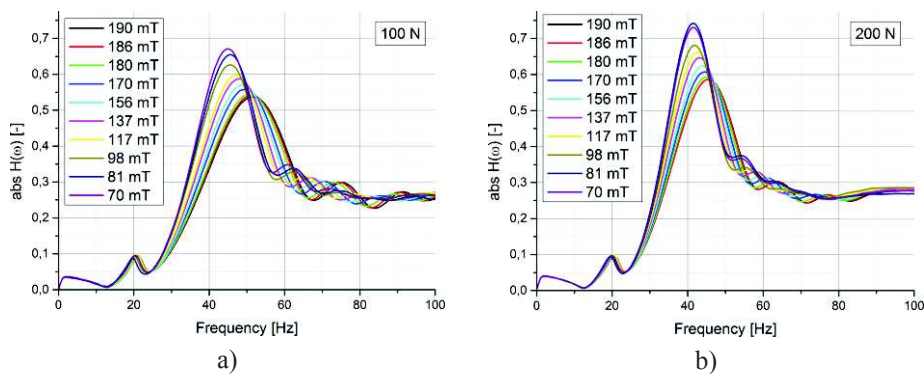 100 N
190 mT
186 mT
180 mT
170 mT
156 mT
137 mT
117 mT
98 mT
81 mT
70 mT
abs H(ω) [-]
0,7
0,6
0,5
0,4
0,3
0,2
0,1
0,0
0 20 40 60 80 100
Frequency [Hz]
a)
200 N
190 mT
186 mT
180 mT
170 mT
156 mT
137 mT
117 mT
98 mT
81 mT
70 mT
abs H(ω) [-]
0,7
0,6
0,5
0,4
0,3
0,2
0,1
0,0
0 20 40 60 80 100
Frequency [Hz]
b)